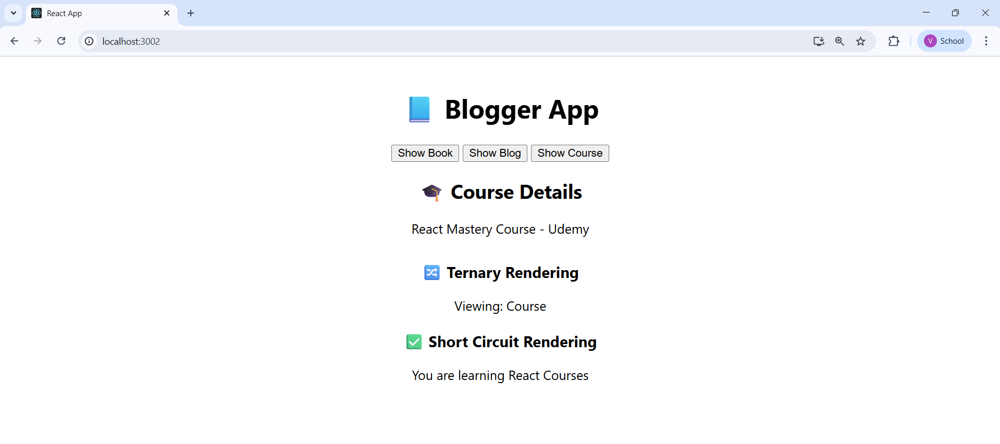 React App
localhost:3002
V School
📘 Blogger App
Show Book Show Blog Show Course
🎓 Course Details
React Mastery Course - Udemy
🔀 Ternary Rendering
Viewing: Course
✅ Short Circuit Rendering
You are learning React Courses